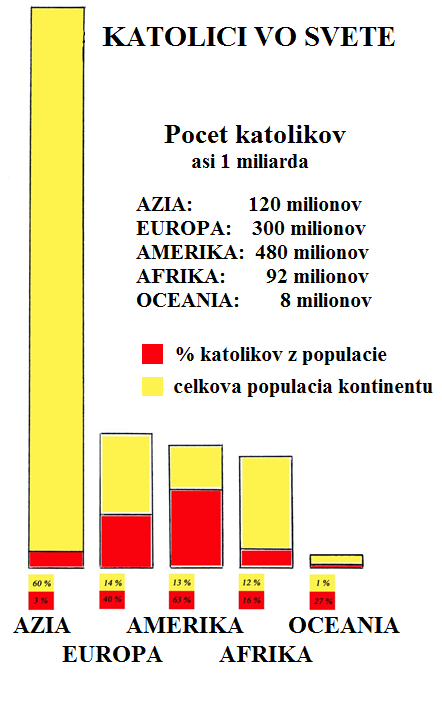 KATOLICI VO SVETE
Pocet katolikov
asi 1 miliarda
AZIA: 120 milionov
EUROPA: 300 milionov
AMERIKA: 480 milionov
AFRIKA: 92 milionov
OCEANIA: 8 milionov
% katolikov z populacie
celkova populacia kontinentu
60 % 14 % 13 % 12 % 1 %
3 % 40 % 63 % 16 % 27 %
AZIA AMERIKA OCEANIA
EUROPA AFRIKA